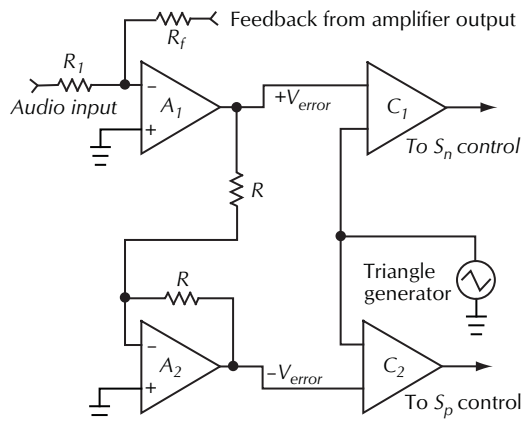 Feedback from amplifier output
R1
Rf
Audio input
−
A1
+
+Verror
C1
To Sn control
R
R
Triangle
generator
−
A2
+
−Verror
C2
To Sp control